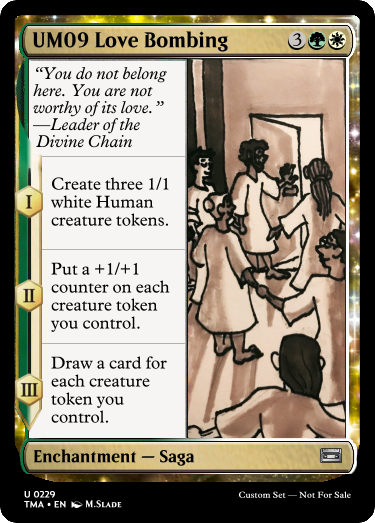 UM09 Love Bombing 3
“You do not belong
here. You are not
worthy of its love.”
—Leader of the
Divine Chain
I
Create three 1/1
white Human
creature tokens.
II
Put a +1/+1
counter on each
creature token
you control.
III
Draw a card for
each creature
token you
control.
Enchantment — Saga
U 0229
TMA • EN M.Slade
Custom Set — Not For Sale